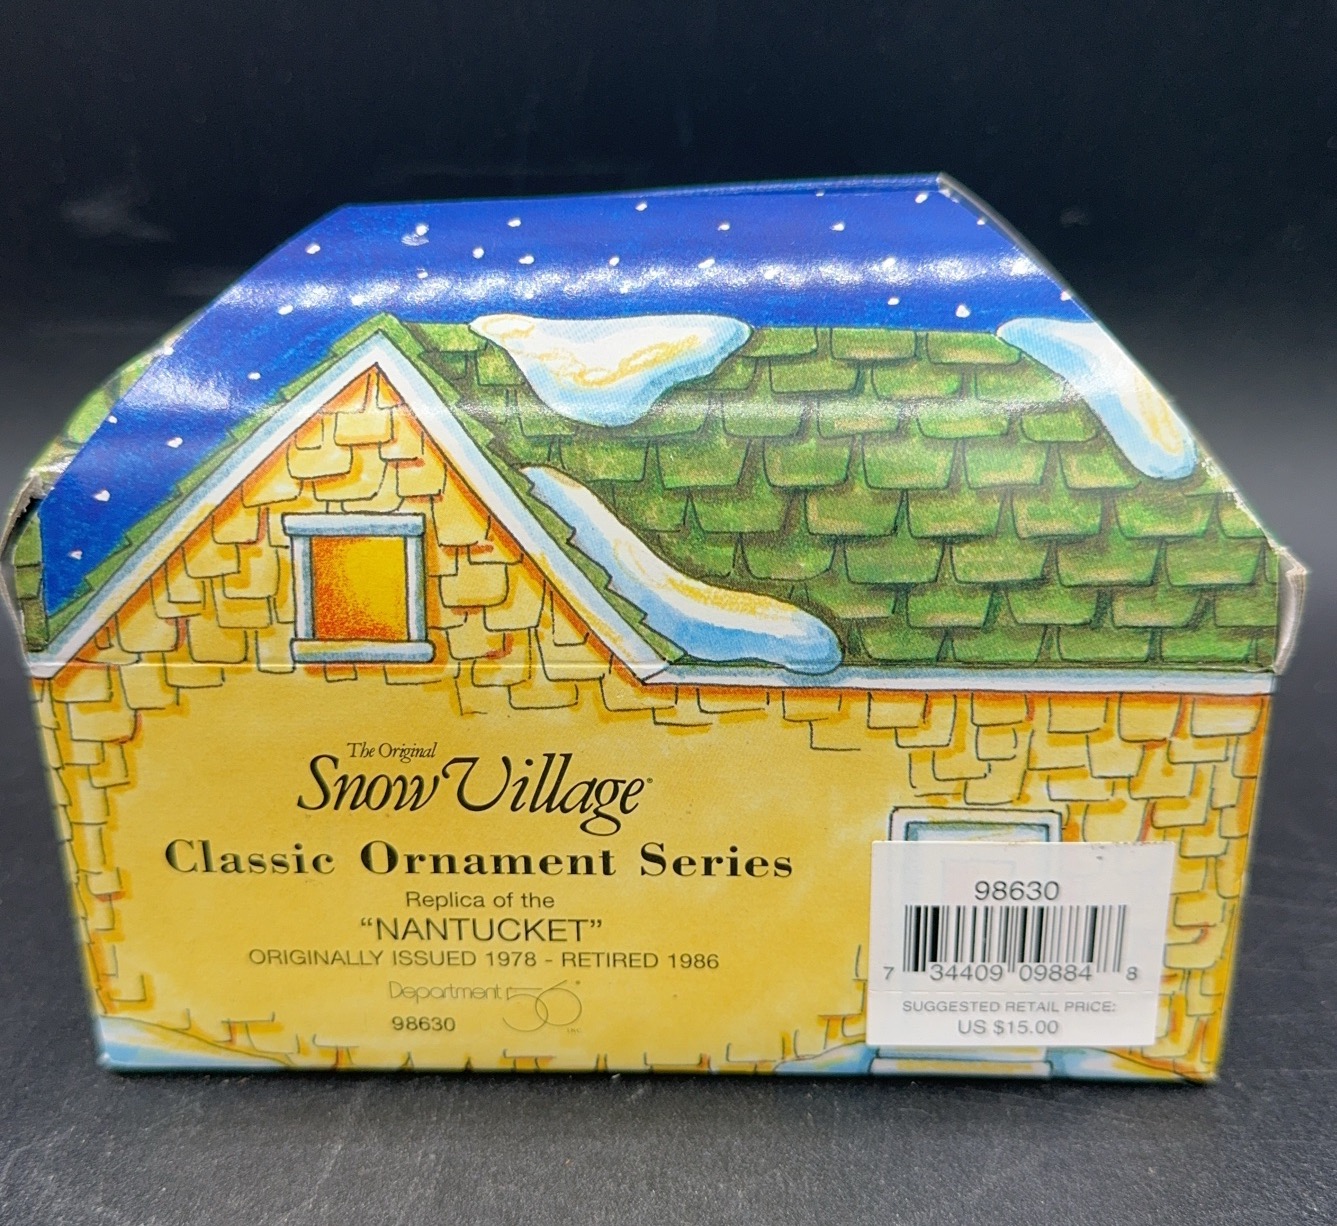 The Original
Snow Village®
Classic Ornament Series
Replica of the
“NANTUCKET”
ORIGINALLY ISSUED 1978 - RETIRED 1986
Department 56®
INC.
98630
98630
7 34409 09884 8
SUGGESTED RETAIL PRICE:
US $15.00